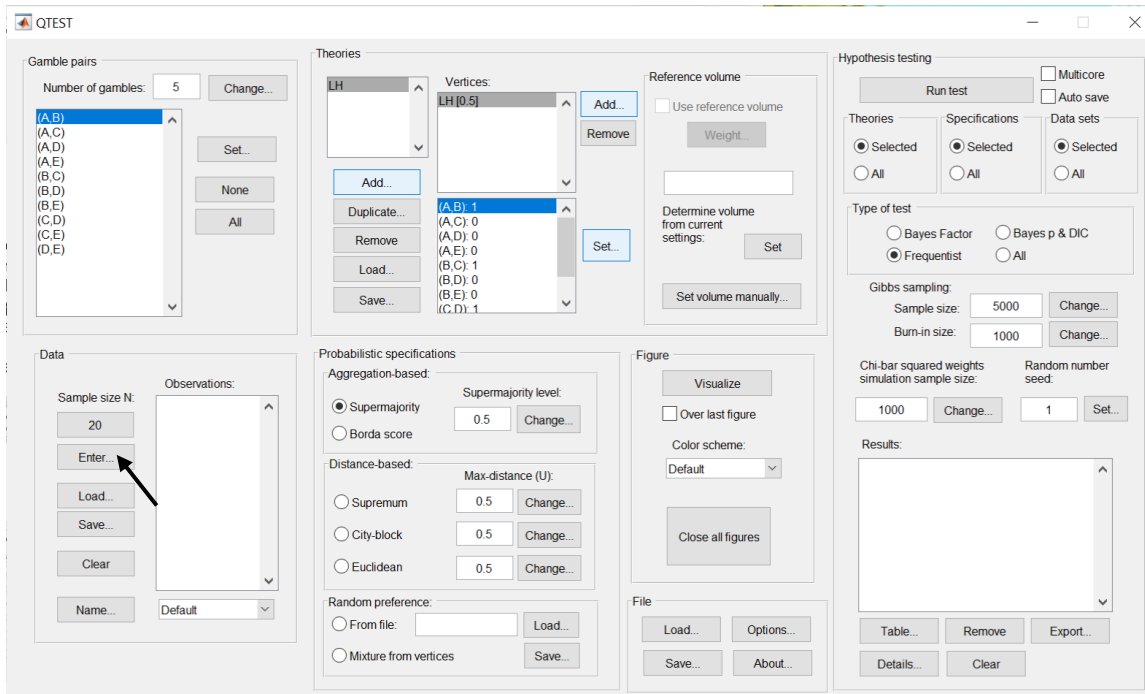 QTEST
Gamble pairs
Number of gambles: 5 Change...
(A,B)
(A,C)
(A,D)
(A,E)
(B,C)
(B,D)
(B,E)
(C,D)
(C,E)
(D,E)
Set...
None
All
Theories
LH
Add...
Duplicate...
Remove
Load...
Save...
Vertices:
LH [0.5]
Add...
Remove
(A,B): 1
(A,C): 0
(A,D): 0
(A,E): 0
(B,C): 1
(B,D): 0
(B,E): 0
(C,D): 1
Set...
Reference volume
Use reference volume
Weight...
Determine volume
from current
settings:
Set
Set volume manually...
Hypothesis testing
Run test
Multicore
Auto save
Theories
Selected
All
Specifications
Selected
All
Data sets
Selected
All
Type of test
Bayes Factor Bayes p & DIC
Frequentist All
Gibbs sampling:
Sample size: 5000 Change...
Burn-in size: 1000 Change...
Chi-bar squared weights
simulation sample size:
1000 Change...
Random number
seed:
1 Set...
Results:
Table... Remove Export...
Details... Clear
Data
Sample size N:
20
Enter...
Load...
Save...
Clear
Name...
Observations:
Default
Probabilistic specifications
Aggregation-based:
Supermajority
Borda score
Supermajority level:
0.5 Change...
Distance-based:
Max-distance (U):
Supremum 0.5 Change...
City-block 0.5 Change...
Euclidean 0.5 Change...
Random preference:
From file: Load...
Mixture from vertices Save...
Figure
Visualize
Over last figure
Color scheme:
Default
Close all figures
File
Load... Options...
Save... About...